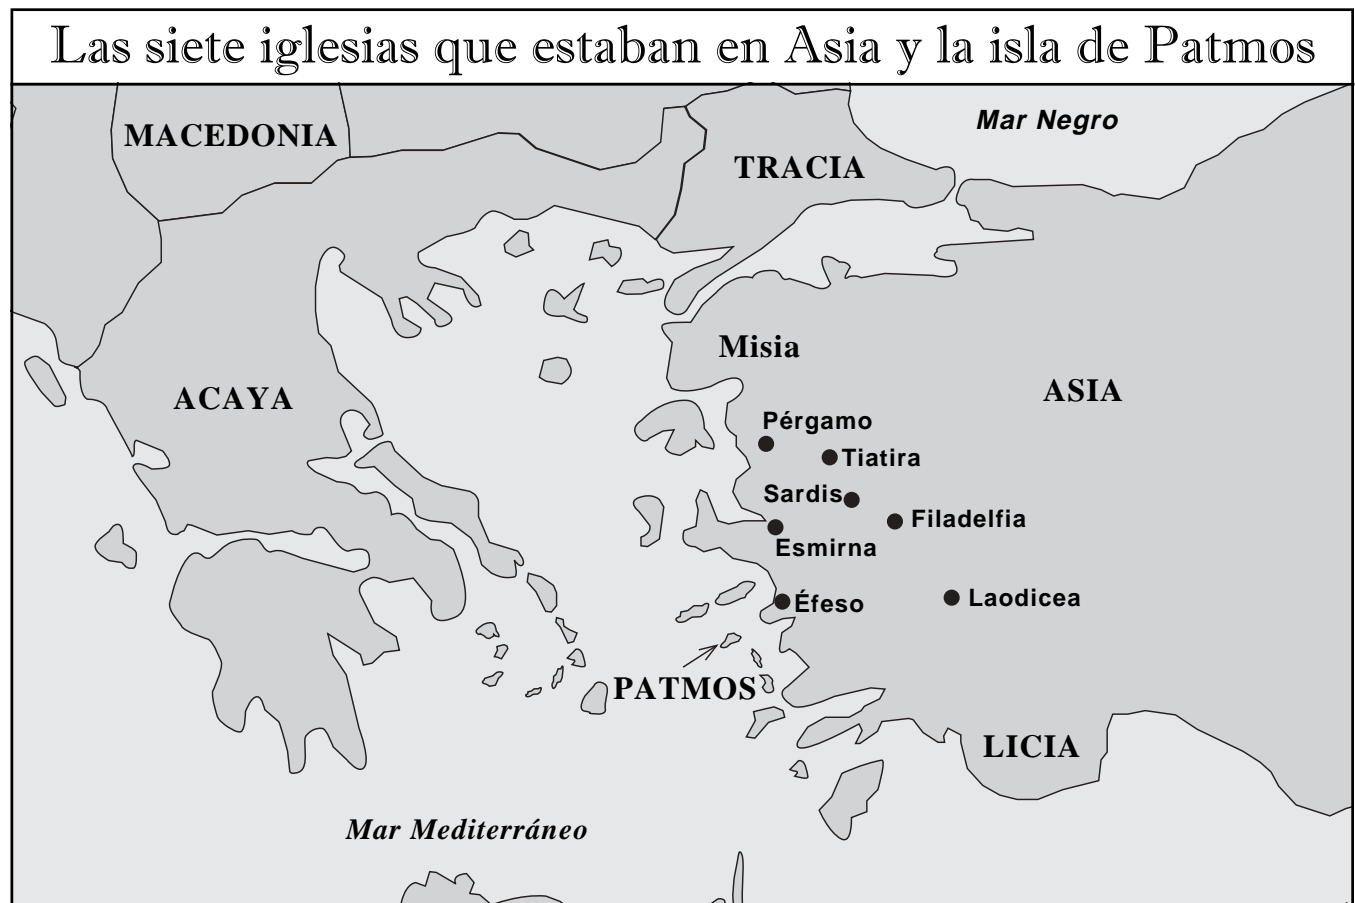 Las siete iglesias que estaban en Asia y la isla de Patmos
Mar Negro
MACEDONIA
TRACIA
Misia
ASIA
ACAYA
Pérgamo
Tiatira
Sardis
Filadelfia
Esmirna
Éfeso
Laodicea
PATMOS
LICIA
Mar Mediterráneo